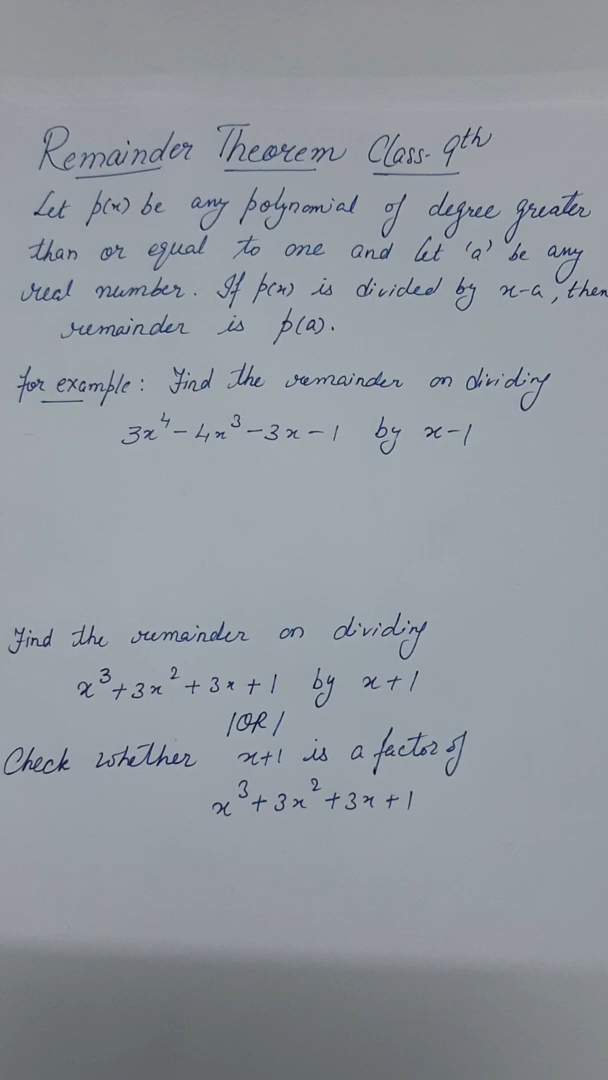 Remainder Theorem Class-9th
Let p(x) be any polynomial of degree greater
than or equal to one and let 'a' be any
real number. If p(x) is divided by x-a, then
remainder is p(a).
for example: Find the remainder on dividing
3x⁴-4x³-3x-1 by x-1
Find the remainder on dividing
x³+3x²+3x+1 by x+1
/OR/
Check whether x+1 is a factor of
x³+3x²+3x+1